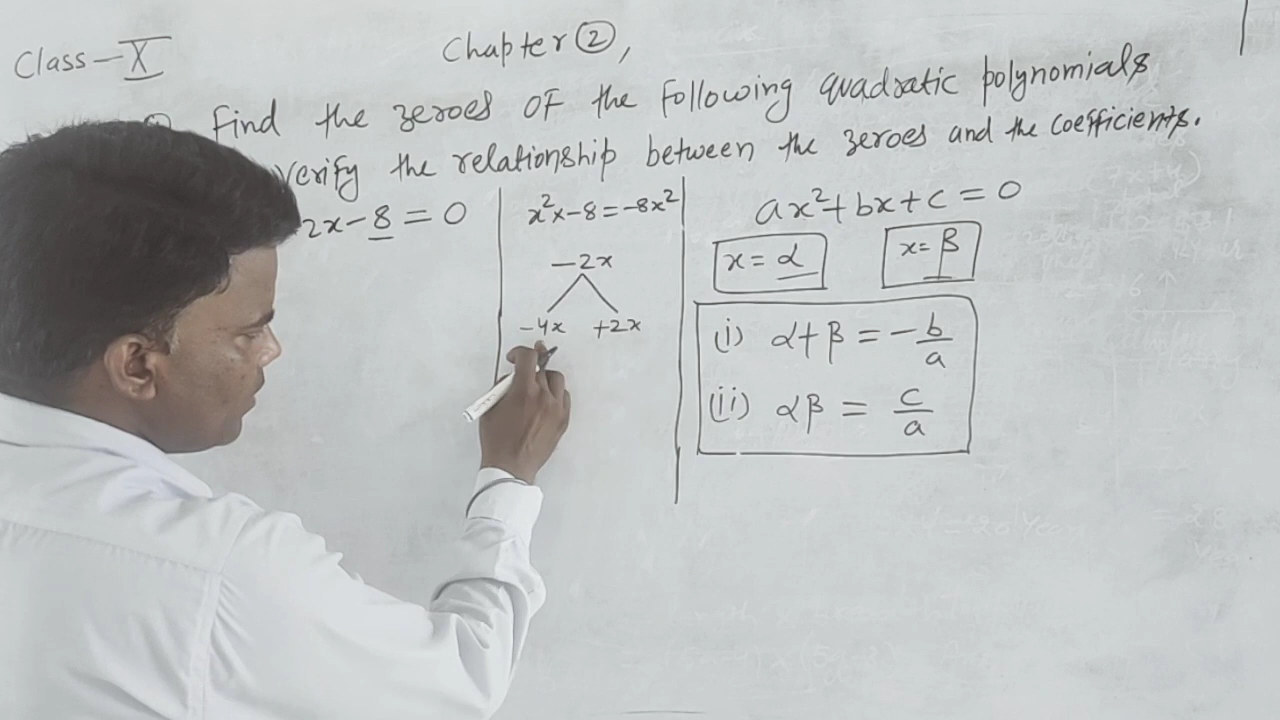 Class - X
Chapter ②,
Find the zeroes of the following quadratic polynomials
verify the relationship between the zeroes and the coefficients.
2x - 8 = 0
x² x - 8 = -8x²
-2x
-4x +2x
ax² + bx + c = 0
x = α
x = β
(i) α + β = - b/a
(ii) αβ = c/a